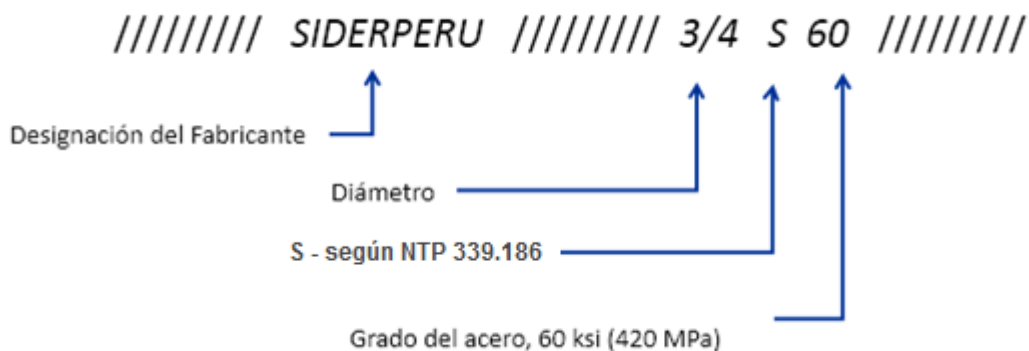 ///////// SIDERPERU ///////// 3/4 S 60 /////////
Designación del Fabricante
Diámetro
S - según NTP 339.186
Grado del acero, 60 ksi (420 MPa)